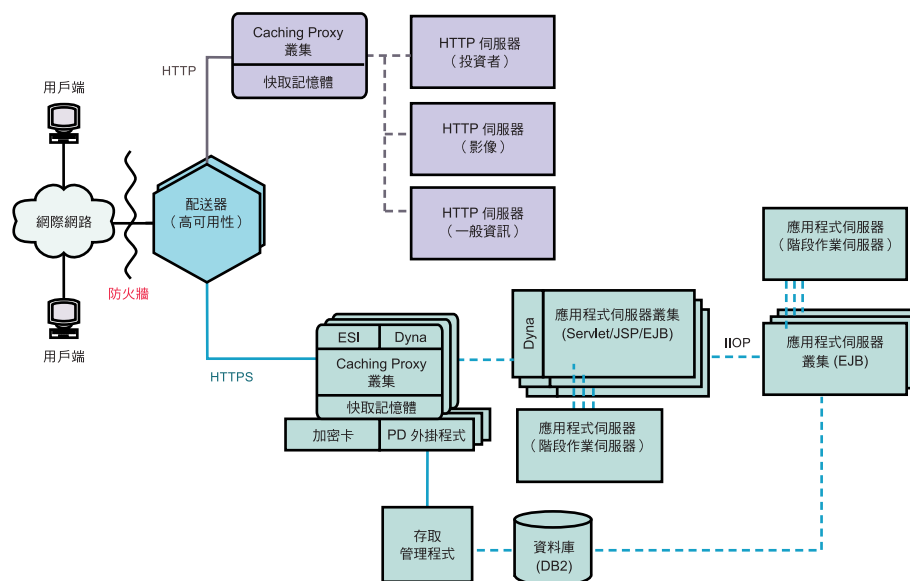 Caching Proxy
叢集
快取記憶體
HTTP
HTTP 伺服器
(投資者)
HTTP 伺服器
(影像)
HTTP 伺服器
(一般資訊)
用戶端
網際網路
用戶端
防火牆
配送器
(高可用性)
HTTPS
ESI
Dyna
Caching Proxy
叢集
快取記憶體
加密卡
PD 外掛程式
Dyna
應用程式伺服器叢集
(Servlet/JSP/EJB)
應用程式伺服器
(階段作業伺服器)
IIOP
應用程式伺服器
(階段作業伺服器)
應用程式伺服器
叢集 (EJB)
存取
管理程式
資料庫
(DB2)